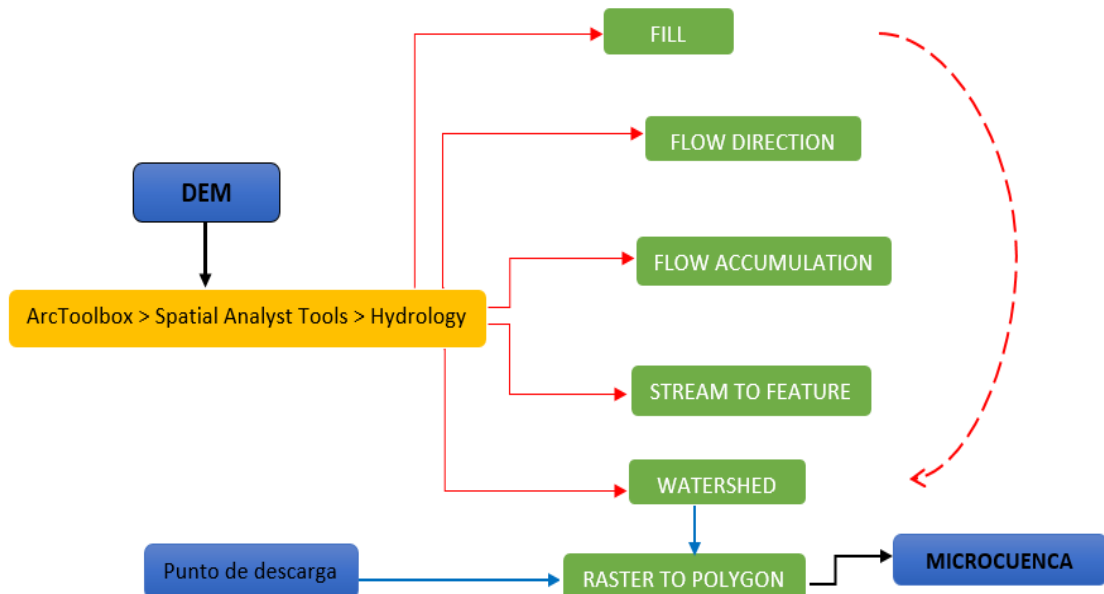 FILL
FLOW DIRECTION
DEM
FLOW ACCUMULATION
ArcToolbox > Spatial Analyst Tools > Hydrology
STREAM TO FEATURE
WATERSHED
Punto de descarga
RASTER TO POLYGON
MICROCUENCA